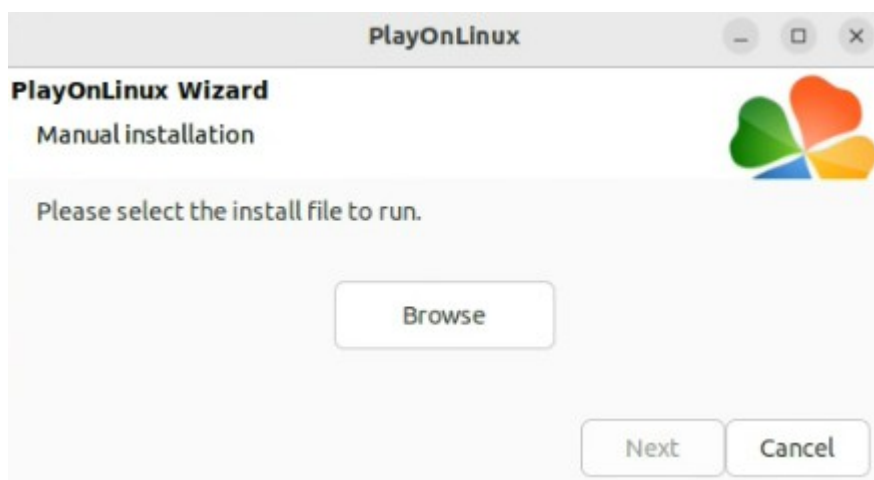 PlayOnLinux
PlayOnLinux Wizard
Manual installation
Please select the install file to run.
Browse
Next
Cancel